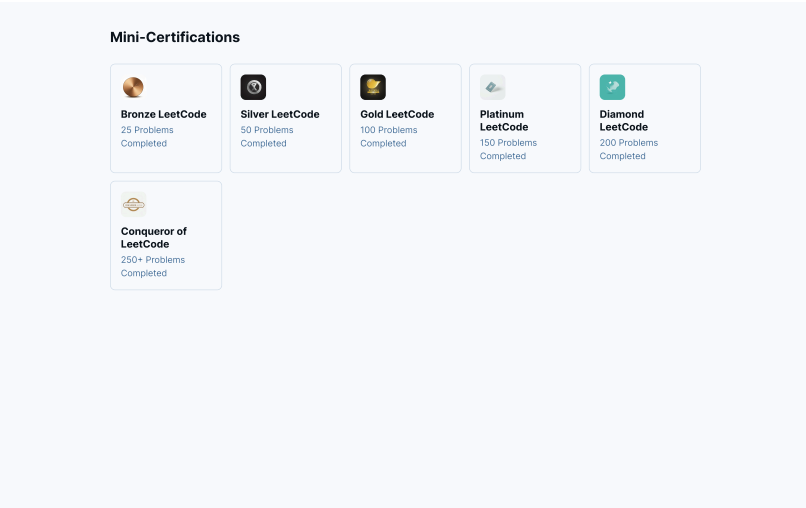 Mini-Certifications
Bronze LeetCode
25 Problems
Completed
Silver LeetCode
50 Problems
Completed
Gold LeetCode
100 Problems
Completed
Platinum
LeetCode
150 Problems
Completed
Diamond
LeetCode
200 Problems
Completed
Conqueror of
LeetCode
250+ Problems
Completed